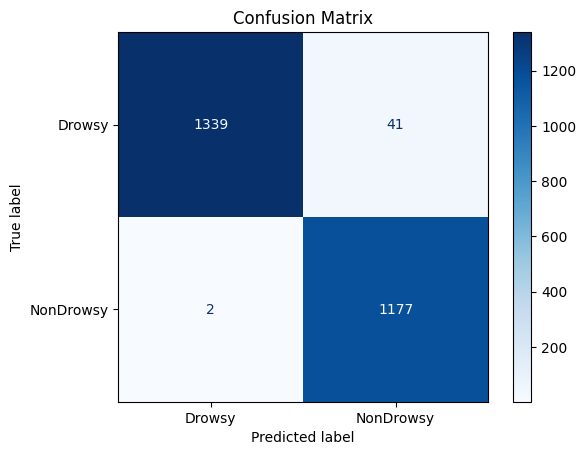 Confusion Matrix
True label
Drowsy
1339
41
NonDrowsy
2
1177
Drowsy
NonDrowsy
Predicted label
1200
1000
800
600
400
200